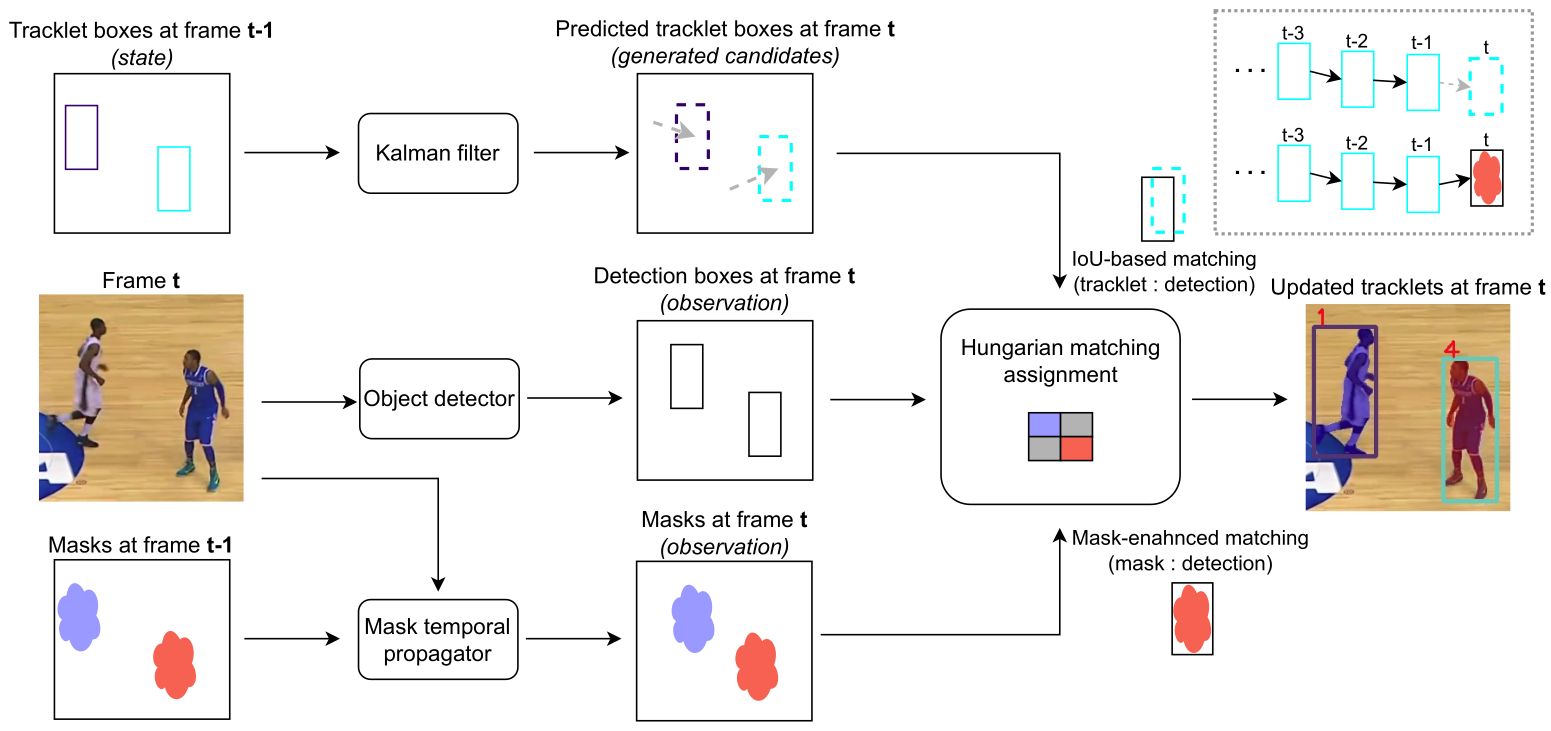 Tracklet boxes at frame t-1
(state)
Kalman filter
Predicted tracklet boxes at frame t
(generated candidates)
t-3
t-2
t-1
t
. . .
t-3
t-2
t-1
t
. . .
IoU-based matching
(tracklet : detection)
Frame t
Object detector
Detection boxes at frame t
(observation)
Hungarian matching
assignment
Updated tracklets at frame t
1
4
Masks at frame t-1
Mask temporal
propagator
Masks at frame t
(observation)
Mask-enahnced matching
(mask : detection)